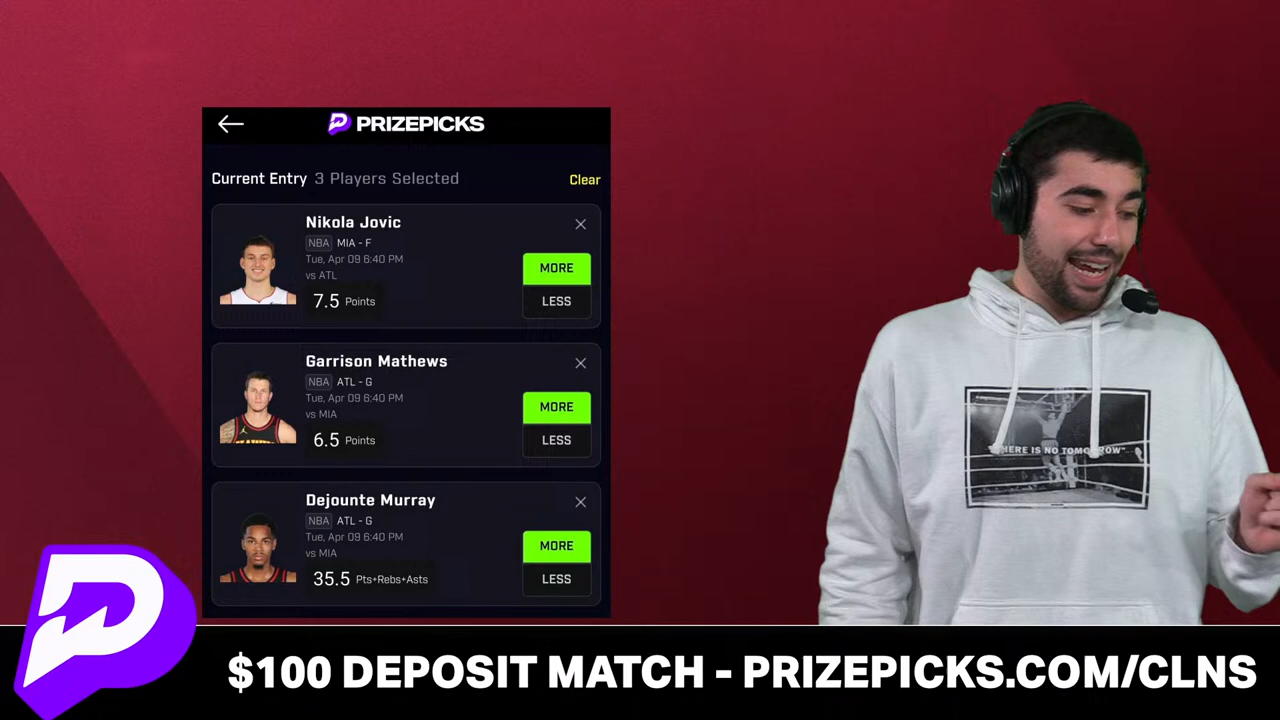 PRIZEPICKS
Current Entry 3 Players Selected Clear
Nikola Jovic
NBA MIA - F
Tue, Apr 09 6:40 PM
vs ATL
7.5 Points
MORE
LESS
Garrison Mathews
NBA ATL - G
Tue, Apr 09 6:40 PM
vs MIA
6.5 Points
MORE
LESS
Dejounte Murray
NBA ATL - G
Tue, Apr 09 6:40 PM
vs MIA
35.5 Pts+Rebs+Asts
MORE
LESS
IS NO
$100 DEPOSIT MATCH - PRIZEPICKS.COM/CLNS